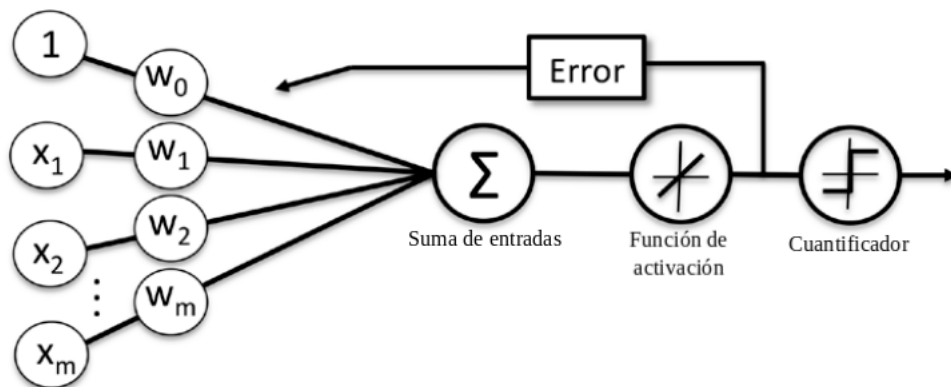 1
w₀
Error
x₁
w₁
Σ
x₂
w₂
Suma de entradas
Función de
activación
Cuantificador
⋮
wₘ
xₘ